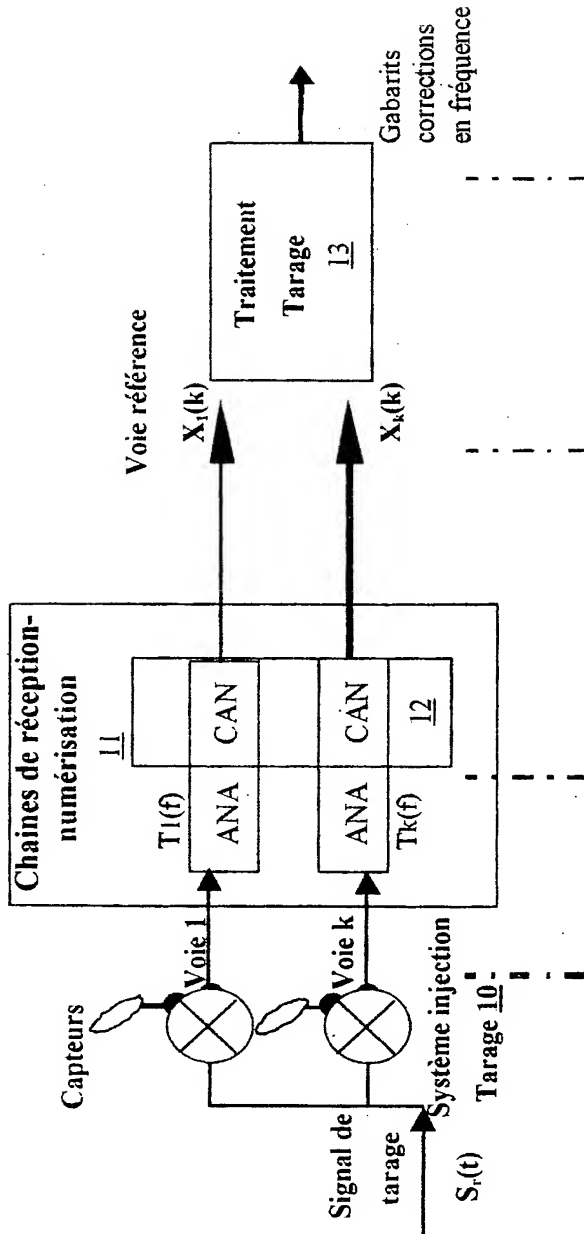 Capteurs
Voie 1
Voie k
Signal de
tarage
Sr(t)
Système injection
Tarage 10
Chaines de réception-
numérisation
11
T1(f)
ANA
CAN
ANA
CAN
12
Tk(f)
Voie référence
X1(k)
Xk(k)
Traitement
Tarage
13
Gabarits
corrections
en fréquence